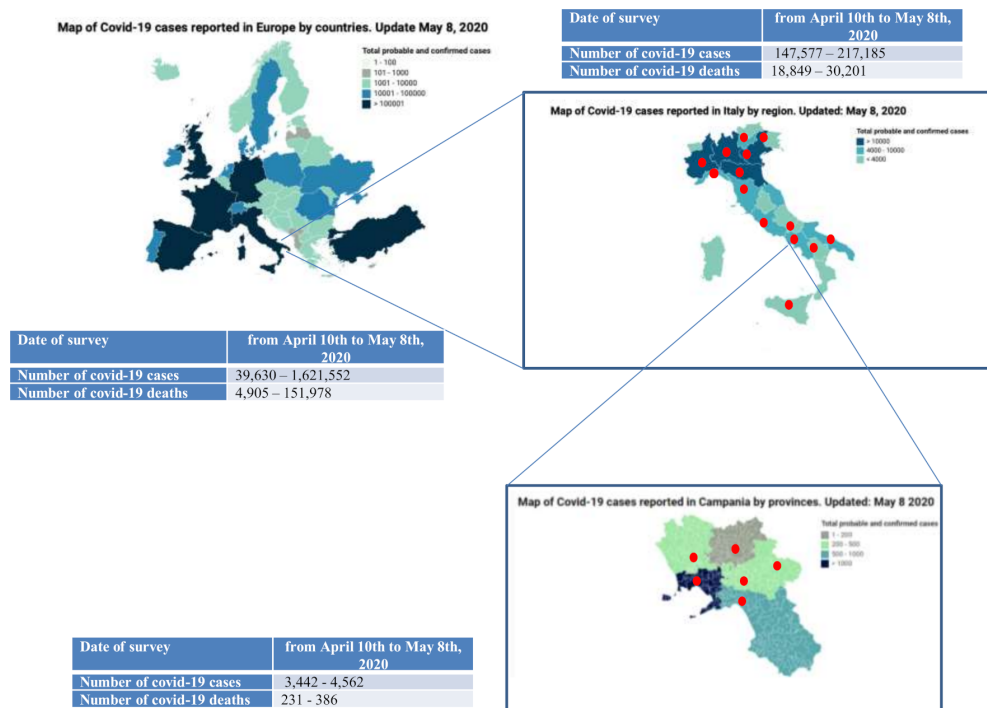 Map of Covid-19 cases reported in Europe by countries. Update May 8, 2020
Total probable and confirmed cases
1 - 100
101 - 1000
1001 - 10000
10001 - 100000
> 100001
Date of survey from April 10th to May 8th,
2020
Number of covid-19 cases 147,577 – 217,185
Number of covid-19 deaths 18,849 – 30,201
Map of Covid-19 cases reported in Italy by region. Updated: May 8, 2020
Total probable and confirmed cases
> 10000
4000 - 10000
< 4000
Date of survey from April 10th to May 8th,
2020
Number of covid-19 cases 39,630 – 1,621,552
Number of covid-19 deaths 4,905 – 151,978
Map of Covid-19 cases reported in Campania by provinces. Updated: May 8 2020
Total probable and confirmed cases
1 - 200
200 - 500
500 - 1000
> 1000
Date of survey from April 10th to May 8th,
2020
Number of covid-19 cases 3,442 - 4,562
Number of covid-19 deaths 231 - 386